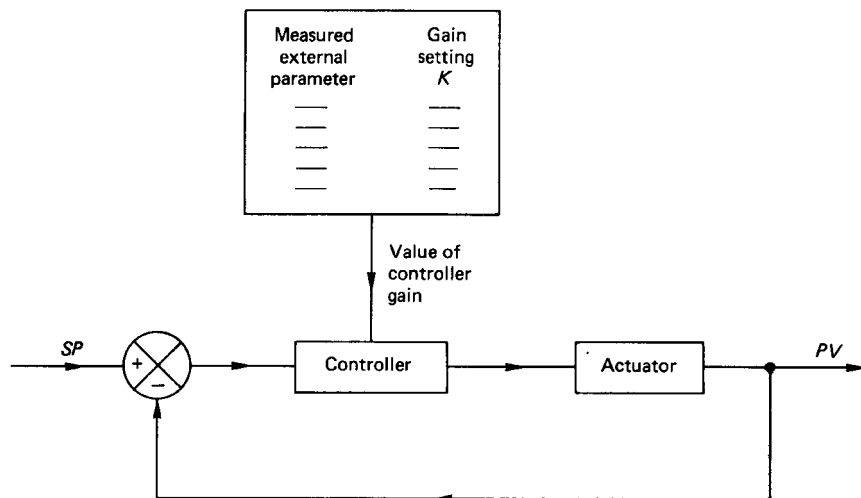 Measured
external
parameter
Gain
setting
K
Value of
controller
gain
SP
+
−
Controller
Actuator
PV